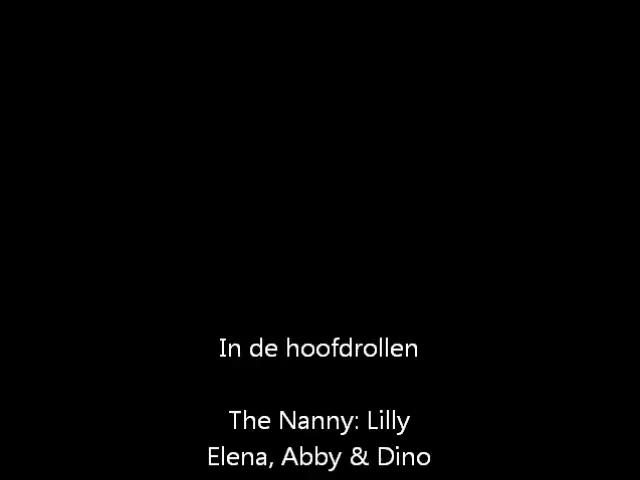 In de hoofdrollen
The Nanny: Lilly
Elena, Abby & Dino